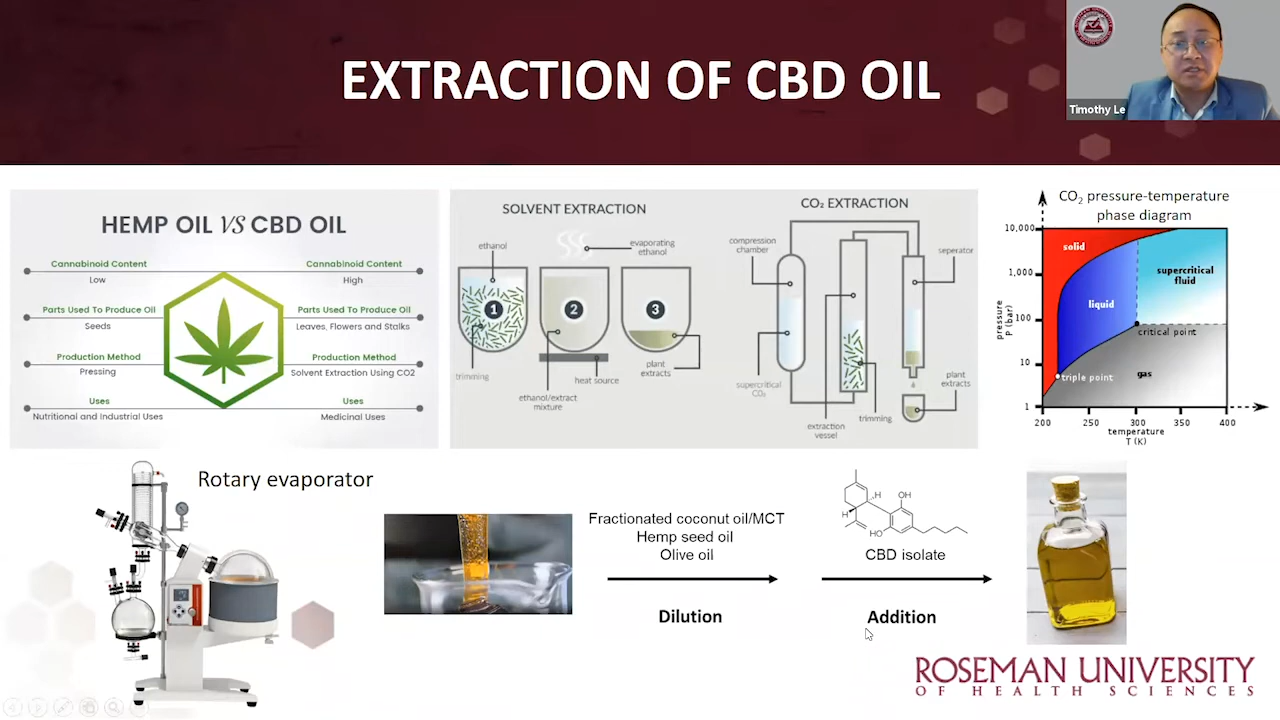 EXTRACTION OF CBD OIL
Timothy Le
HEMP OIL VS CBD OIL
Cannabinoid Content
Low
Parts Used To Produce Oil
Seeds
Production Method
Pressing
Uses
Nutritional and Industrial Uses
Cannabinoid Content
High
Parts Used To Produce Oil
Leaves, Flowers and Stalks
Production Method
Solvent Extraction Using CO2
Uses
Medicinal Uses
SOLVENT EXTRACTION
ethanol
evaporating
ethanol
1
2
3
trimming
heat source
plant
extracts
ethanol/extract
mixture
CO₂ EXTRACTION
compression
chamber
seperator
supercritical
CO₂
extraction
vessel
trimming
plant
extracts
CO₂ pressure-temperature
phase diagram
10,000
1,000
100
10
1
pressure
P (bar)
solid
liquid
supercritical
fluid
critical point
triple point
gas
200
250
300
350
400
temperature
T (K)
Rotary evaporator
Fractionated coconut oil/MCT
Hemp seed oil
Olive oil
Dilution
H
OH
H
HO
CBD isolate
Addition
ROSEMAN UNIVERSITY
OF HEALTH SCIENCES